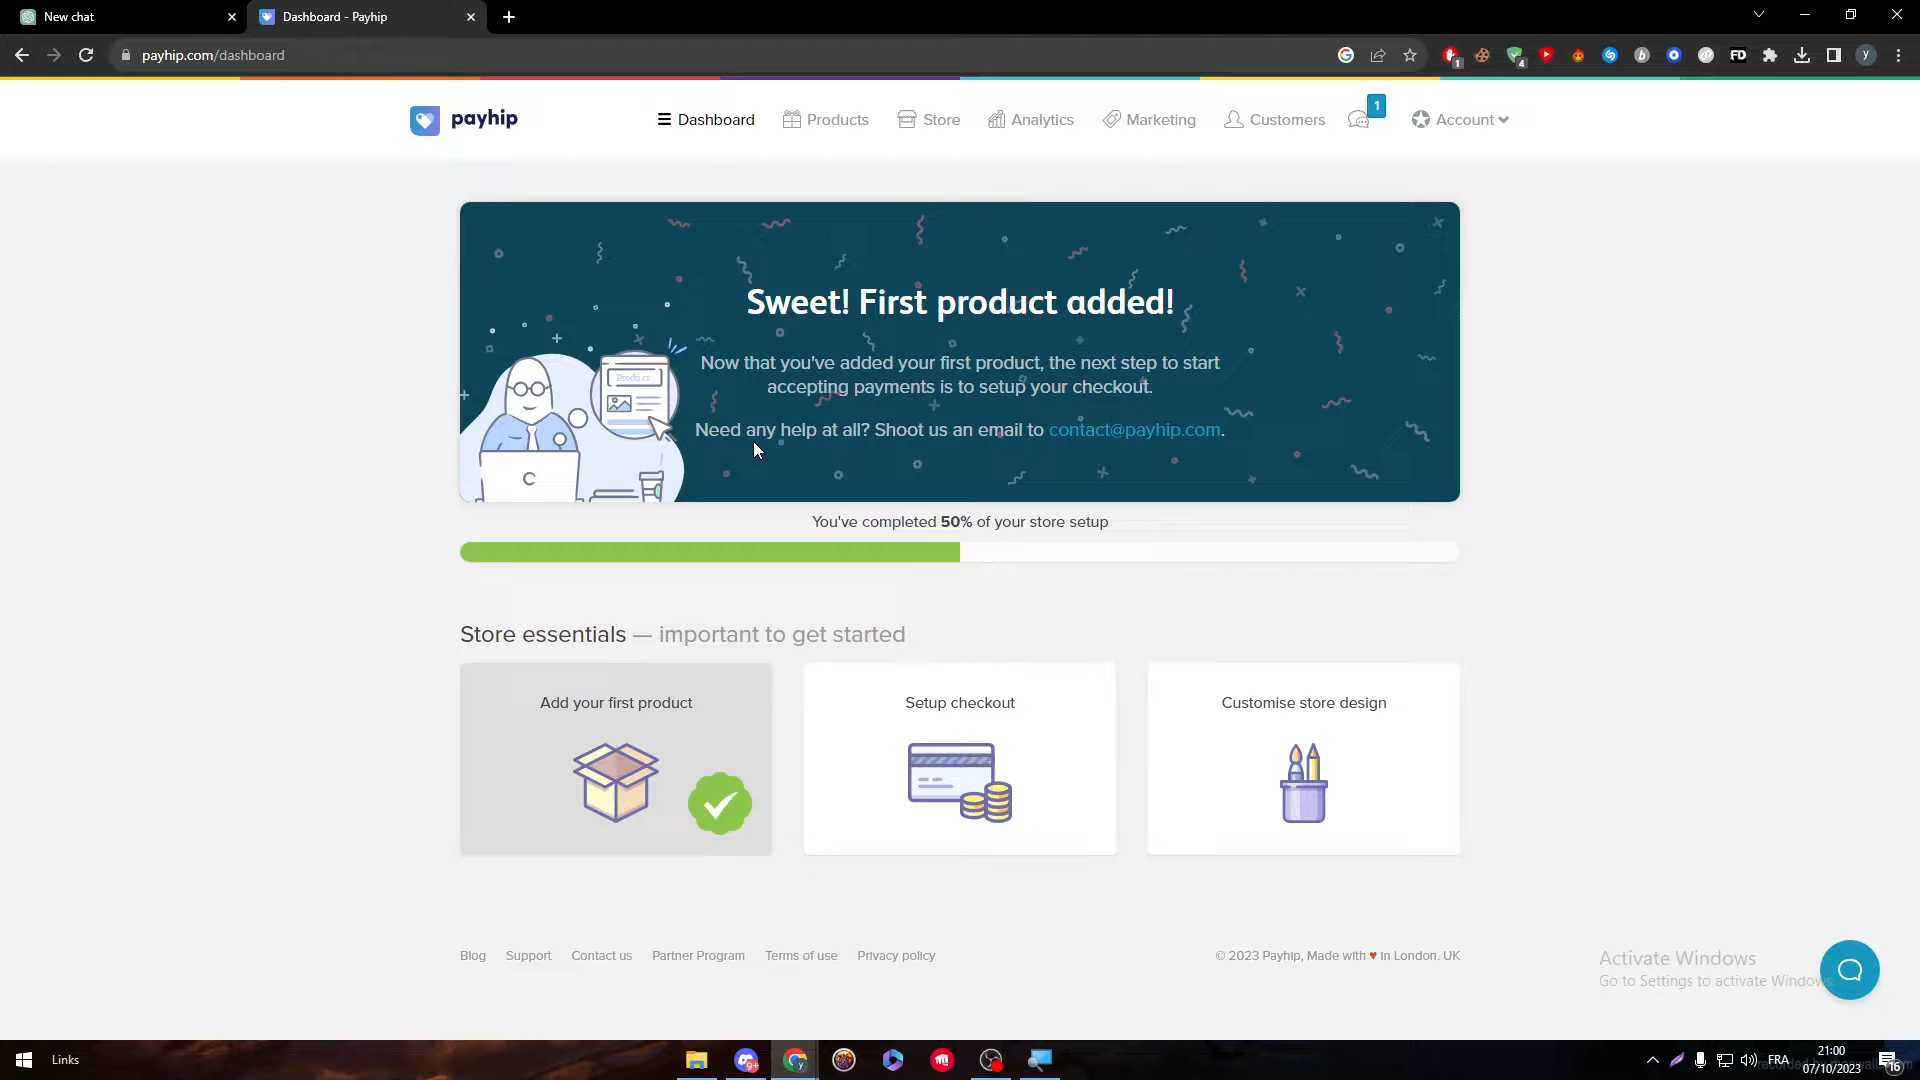 New chat
Dashboard - Payhip
payhip.com/dashboard
1
4
FD
y
payhip
Dashboard
Products
Store
Analytics
Marketing
Customers
1
Account
Sweet! First product added!
Now that you've added your first product, the next step to start
accepting payments is to setup your checkout.
Need any help at all? Shoot us an email to contact@payhip.com.
You've completed 50% of your store setup
Store essentials — important to get started
Add your first product
Setup checkout
Customise store design
Blog
Support
Contact us
Partner Program
Terms of use
Privacy policy
© 2023 Payhip, Made with ♥ in London. UK
Activate Windows
Go to Settings to activate Windows.
Links
FRA
21:00
07/10/2023
16